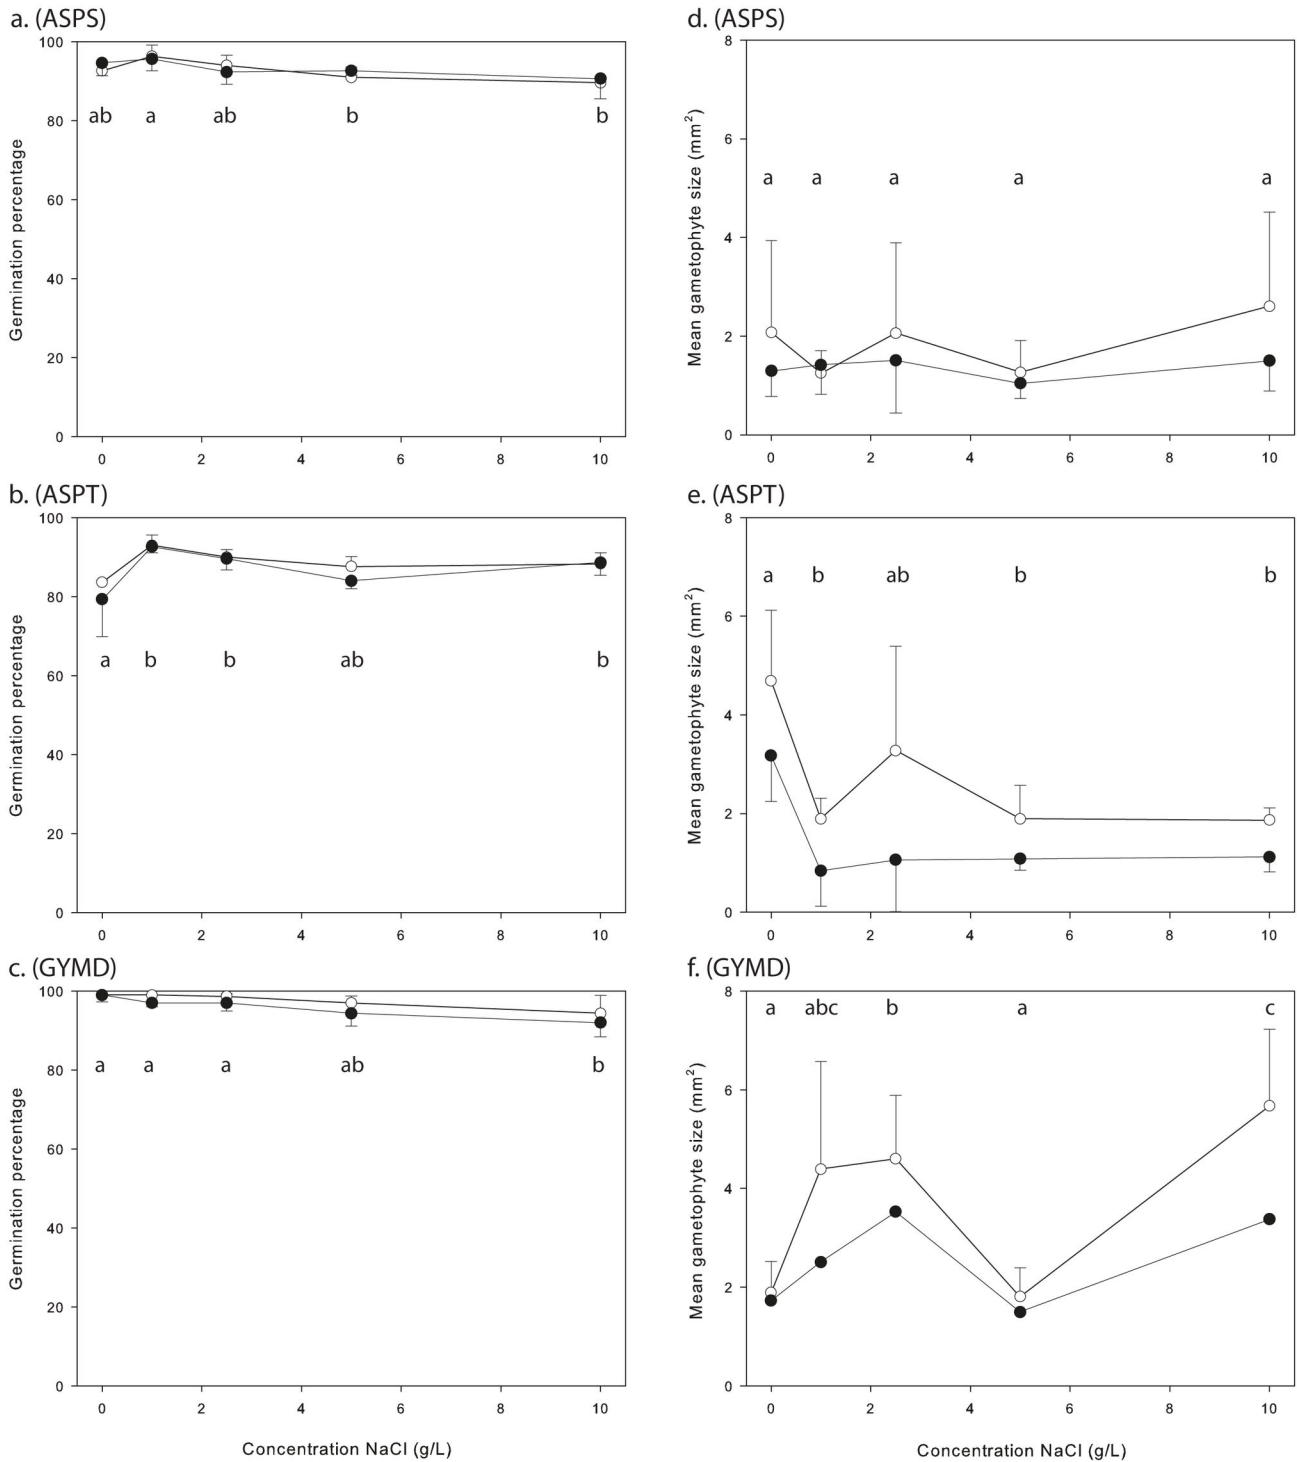 a. (ASPS)
100
80
60
40
20
0
Germination percentage
ab a ab b b
0 2 4 6 8 10
d. (ASPS)
8
6
4
2
0
Mean gametophyte size (mm²)
a a a a a
0 2 4 6 8 10
b. (ASPT)
100
80
60
40
20
0
Germination percentage
a b b ab b
0 2 4 6 8 10
e. (ASPT)
8
6
4
2
0
Mean gametophyte size (mm²)
a b ab b b
0 2 4 6 8 10
c. (GYMD)
100
80
60
40
20
0
Germination percentage
a a a ab b
0 2 4 6 8 10
Concentration NaCl (g/L)
f. (GYMD)
8
6
4
2
0
Mean gametophyte size (mm²)
a abc b a c
0 2 4 6 8 10
Concentration NaCl (g/L)